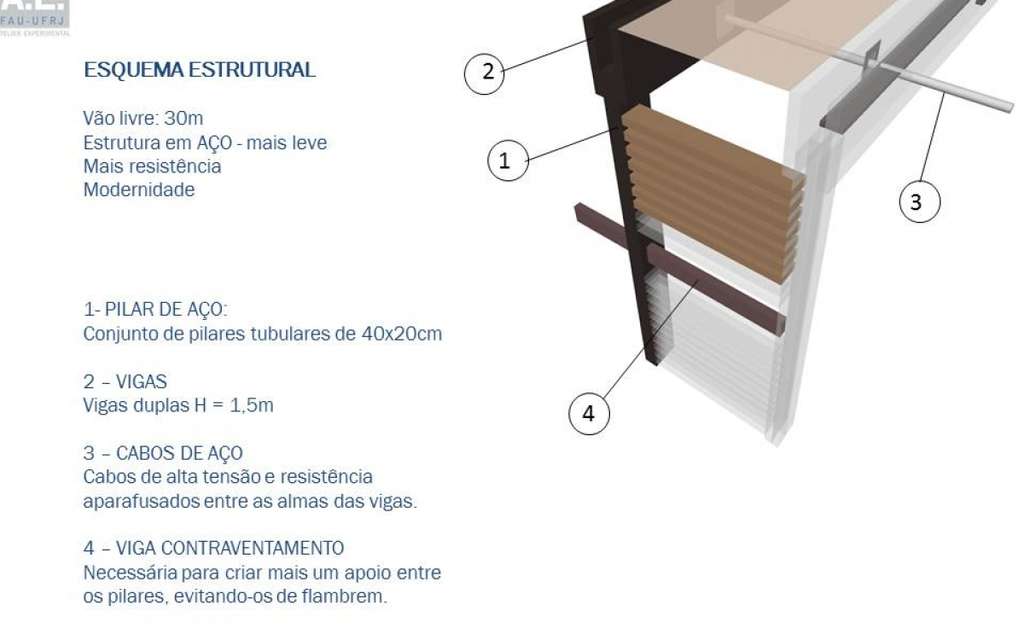 A.E.
FAU-UFRJ
ATELIER EXPERIMENTAL
ESQUEMA ESTRUTURAL
Vão livre: 30m
Estrutura em AÇO - mais leve
Mais resistência
Modernidade
1- PILAR DE AÇO:
Conjunto de pilares tubulares de 40x20cm
2 – VIGAS
Vigas duplas H = 1,5m
3 – CABOS DE AÇO
Cabos de alta tensão e resistência
aparafusados entre as almas das vigas.
4 – VIGA CONTRAVENTAMENTO
Necessária para criar mais um apoio entre
os pilares, evitando-os de flambrem.
2
1
3
4